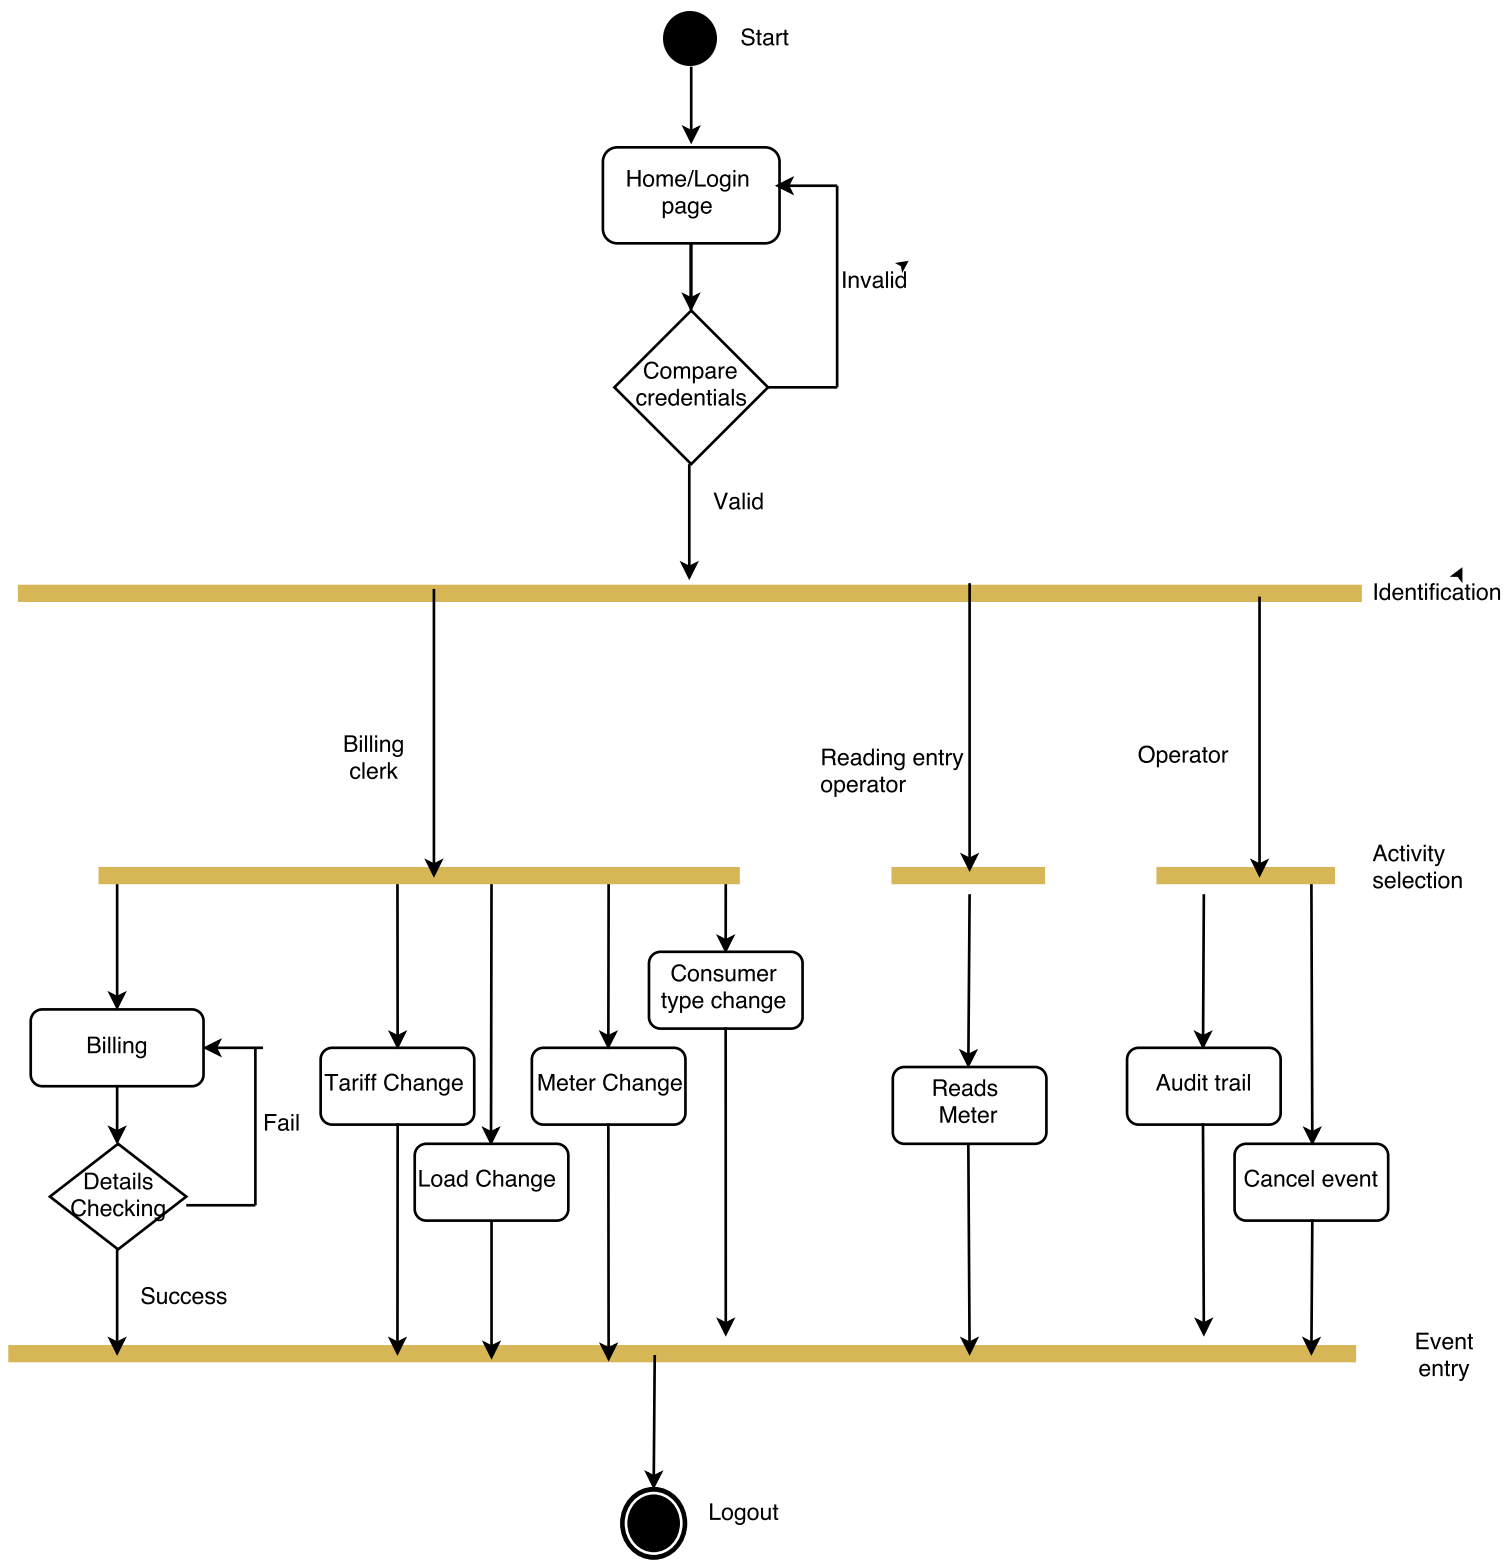 Start
Home/Login
page
Invalid
Compare
credentials
Valid
Identification
Billing
clerk
Reading entry
operator
Operator
Activity
selection
Consumer
type change
Billing
Tariff Change
Meter Change
Reads
Meter
Audit trail
Fail
Details
Checking
Load Change
Cancel event
Success
Event
entry
Logout